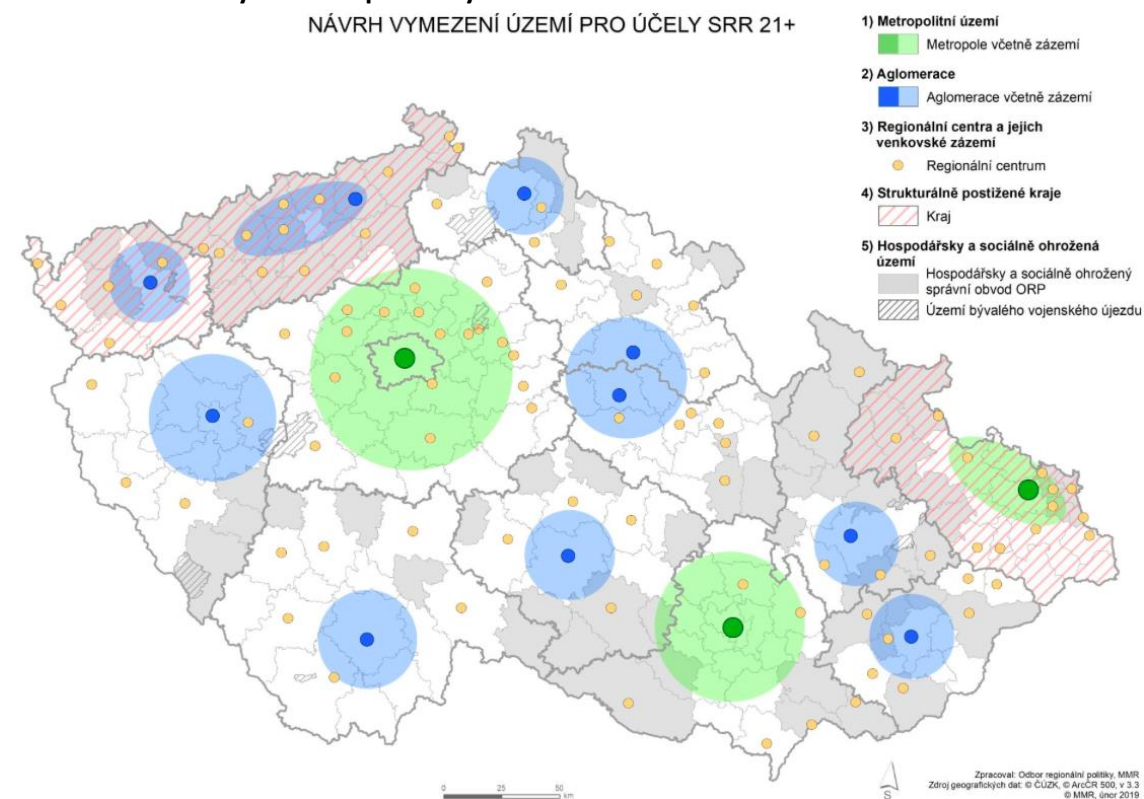 NÁVRH VYMEZENÍ ÚZEMÍ PRO ÚČELY SRR 21+
1) Metropolitní území
Metropole včetně zázemí
2) Aglomerace
Aglomerace včetně zázemí
3) Regionální centra a jejich
venkovské zázemí
Regionální centrum
4) Strukturálně postižené kraje
Kraj
5) Hospodářsky a sociálně ohrožená
území
Hospodářsky a sociálně ohrožený
správní obvod ORP
Území bývalého vojenského újezdu
0 25 50
km
S
Zpracoval: Odbor regionální politiky, MMR
Zdroj geografických dat: © ČÚZK, © ArcČR 500, v 3.3
© MMR, únor 2019